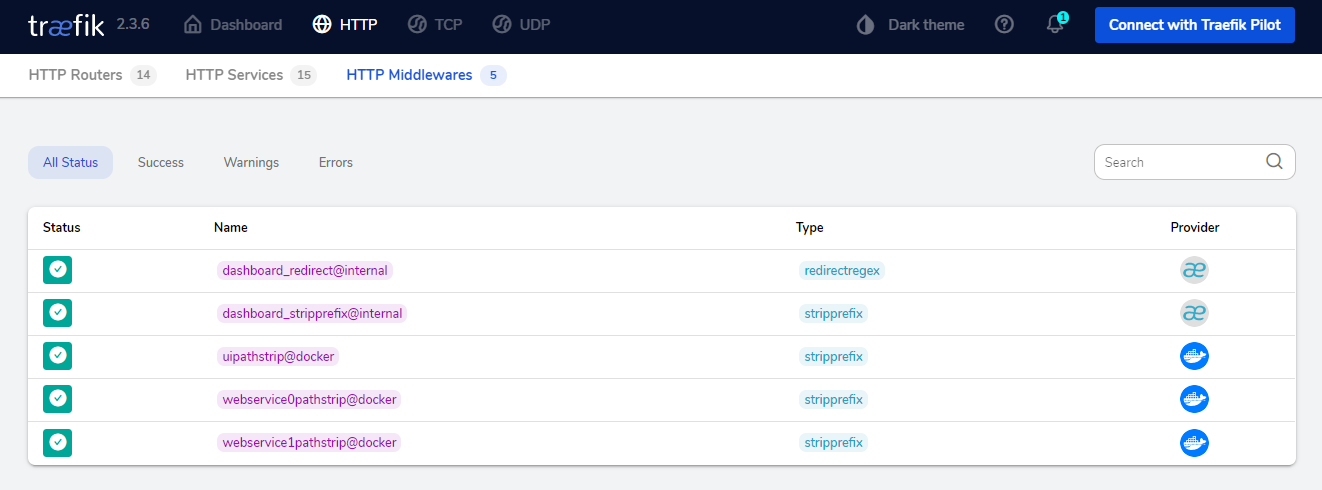 træfik 2.3.6 Dashboard HTTP TCP UDP Dark theme 1 Connect with Traefik Pilot
HTTP Routers 14 HTTP Services 15 HTTP Middlewares 5
All Status Success Warnings Errors Search
Status Name Type Provider
dashboard_redirect@internal redirectregex æ
dashboard_stripprefix@internal stripprefix æ
uipathstrip@docker stripprefix
webservice0pathstrip@docker stripprefix
webservice1pathstrip@docker stripprefix